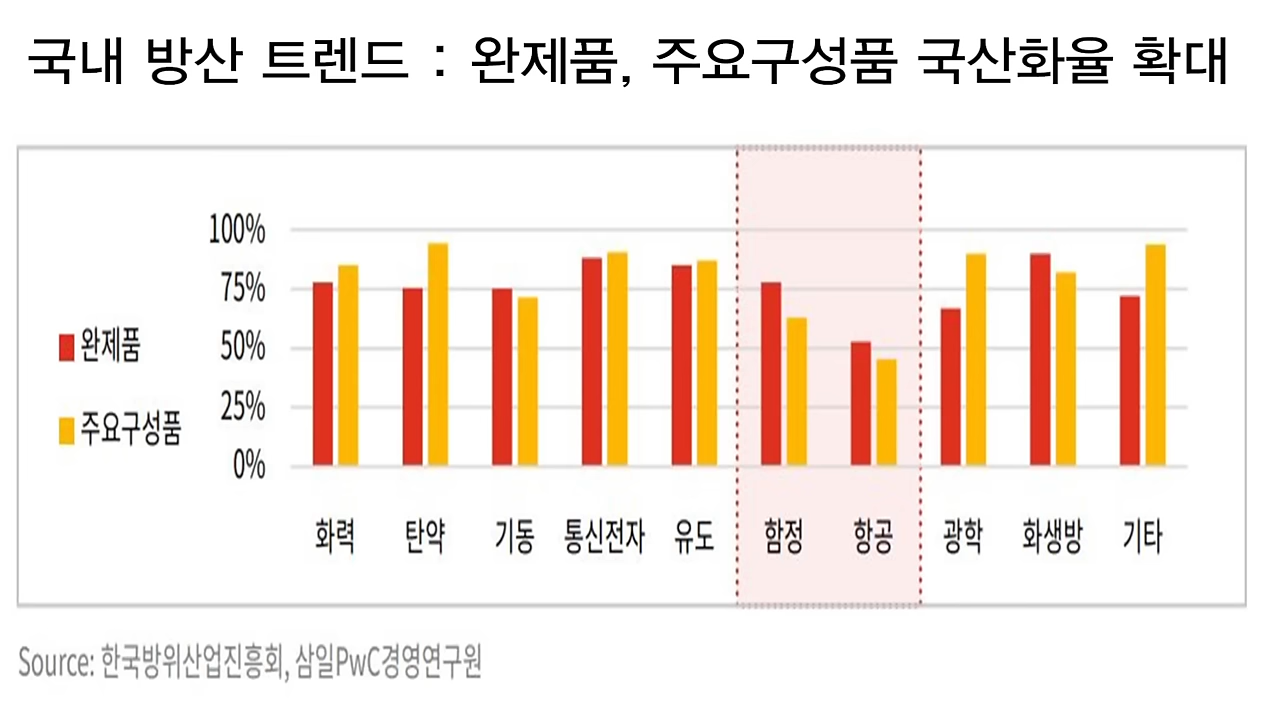 국내 방산 트렌드 : 완제품, 주요구성품 국산화율 확대
100%
75%
50%
25%
0%
완제품
주요구성품
화력 탄약 기동 통신전자 유도 함정 항공 광학 화생방 기타
Source: 한국방위산업진흥회, 삼일PwC경영연구원